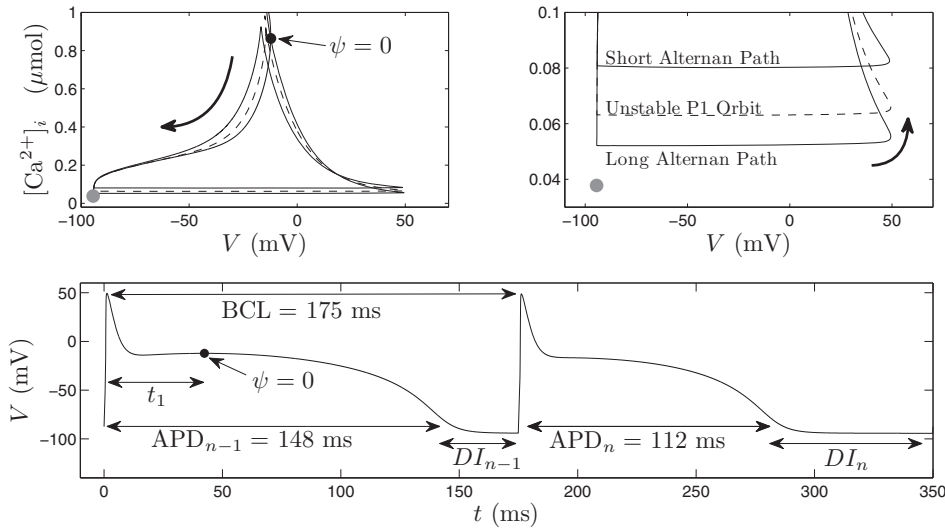 1
0.8
0.6
0.4
0.2
0
−100
−50
0
50
[Ca²⁺]ᵢ (μmol)
V (mV)
ψ = 0
0.1
0.08
0.06
0.04
−100
−50
0
50
V (mV)
Short Alternan Path
Unstable P1 Orbit
Long Alternan Path
50
0
−50
−100
V (mV)
BCL = 175 ms
t₁
ψ = 0
APDₙ₋₁ = 148 ms
DIₙ₋₁
APDₙ = 112 ms
DIₙ
0
50
100
150
200
250
300
350
t (ms)